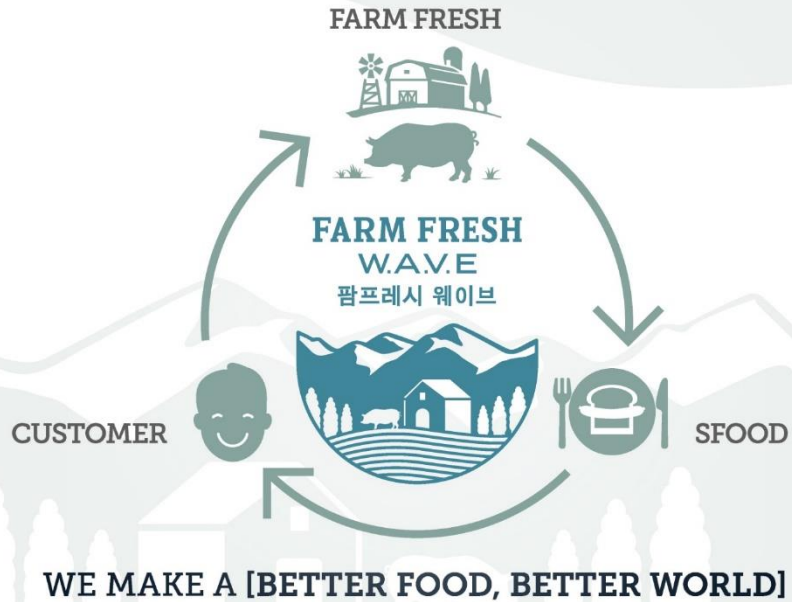 FARM FRESH
FARM FRESH
W.A.V.E
팜프레시 웨이브
CUSTOMER
SFOOD
WE MAKE A [BETTER FOOD, BETTER WORLD]